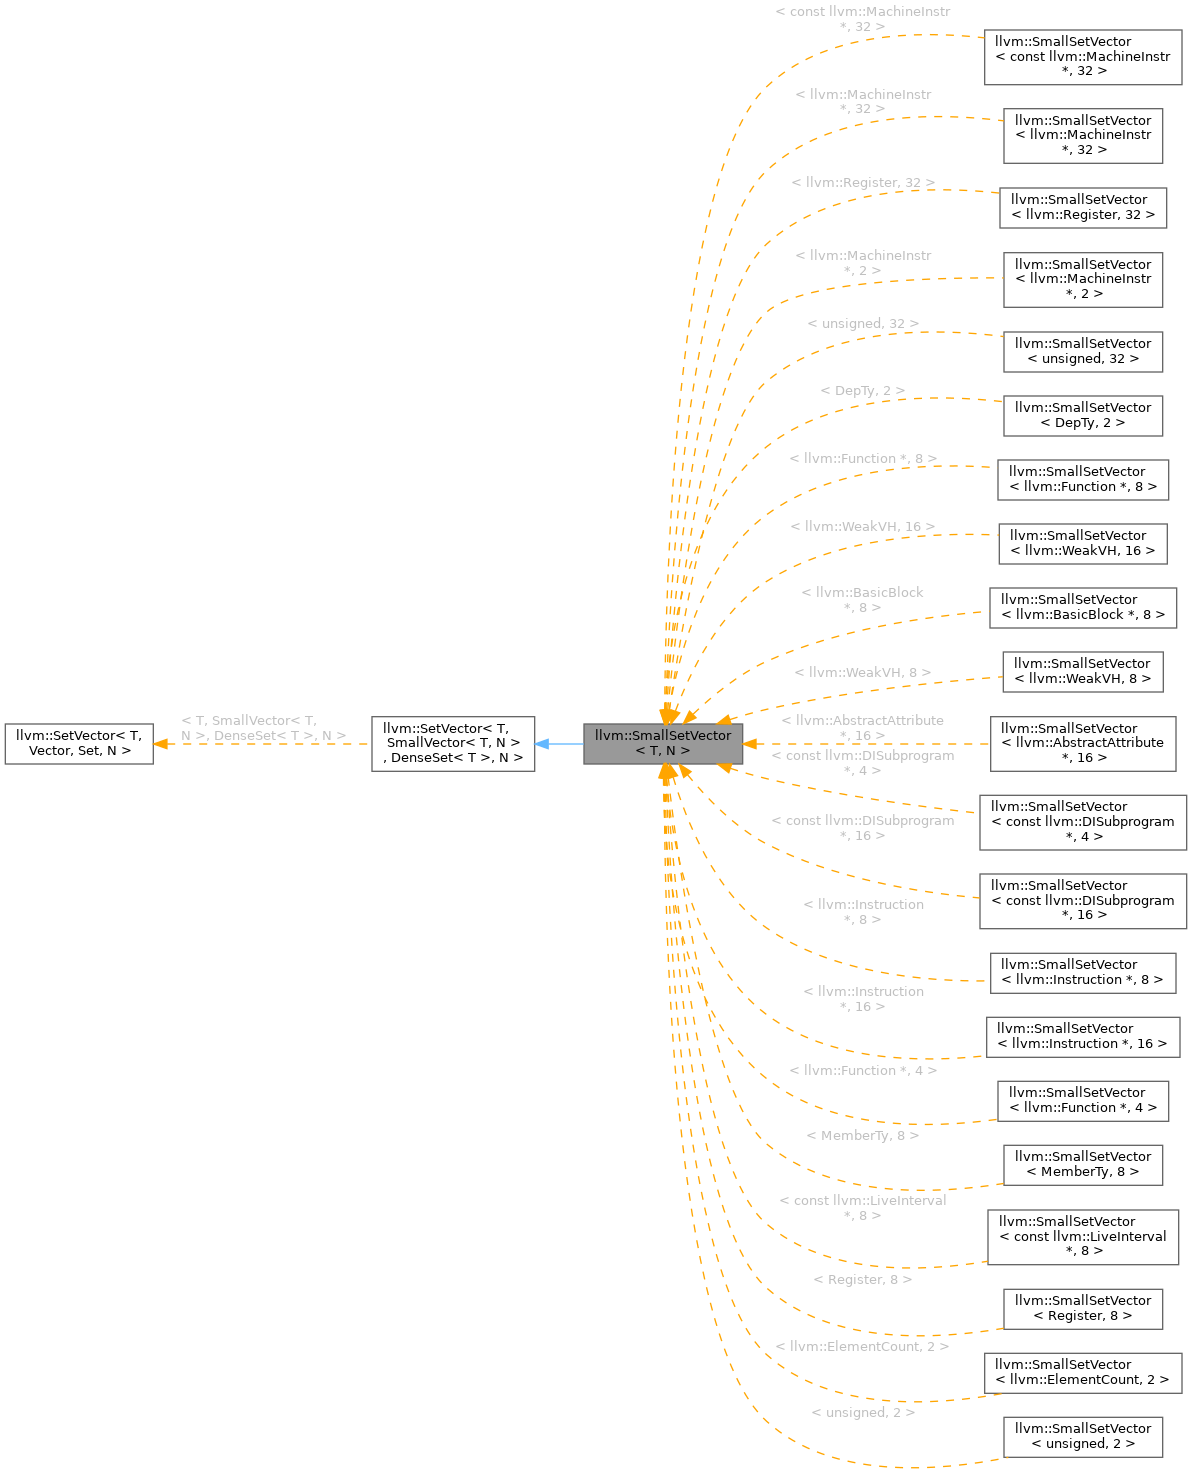 < const llvm::MachineInstr
*, 32 >
llvm::SmallSetVector
< const llvm::MachineInstr
*, 32 >
< llvm::MachineInstr
*, 32 >
llvm::SmallSetVector
< llvm::MachineInstr
*, 32 >
< llvm::Register, 32 >
llvm::SmallSetVector
< llvm::Register, 32 >
< llvm::MachineInstr
*, 2 >
llvm::SmallSetVector
< llvm::MachineInstr
*, 2 >
< unsigned, 32 >
llvm::SmallSetVector
< unsigned, 32 >
< DepTy, 2 >
llvm::SmallSetVector
< DepTy, 2 >
< llvm::Function *, 8 >
llvm::SmallSetVector
< llvm::Function *, 8 >
< llvm::WeakVH, 16 >
llvm::SmallSetVector
< llvm::WeakVH, 16 >
< llvm::BasicBlock
*, 8 >
llvm::SmallSetVector
< llvm::BasicBlock *, 8 >
< llvm::WeakVH, 8 >
llvm::SmallSetVector
< llvm::WeakVH, 8 >
llvm::SetVector< T,
Vector, Set, N >
< T, SmallVector< T,
N >, DenseSet< T >, N >
llvm::SetVector< T,
SmallVector< T, N >
, DenseSet< T >, N >
llvm::SmallSetVector
< T, N >
< llvm::AbstractAttribute
*, 16 >
llvm::SmallSetVector
< llvm::AbstractAttribute
*, 16 >
< const llvm::DISubprogram
*, 4 >
llvm::SmallSetVector
< const llvm::DISubprogram
*, 4 >
< const llvm::DISubprogram
*, 16 >
llvm::SmallSetVector
< const llvm::DISubprogram
*, 16 >
< llvm::Instruction
*, 8 >
llvm::SmallSetVector
< llvm::Instruction *, 8 >
< llvm::Instruction
*, 16 >
llvm::SmallSetVector
< llvm::Instruction *, 16 >
< llvm::Function *, 4 >
llvm::SmallSetVector
< llvm::Function *, 4 >
< MemberTy, 8 >
llvm::SmallSetVector
< MemberTy, 8 >
< const llvm::LiveInterval
*, 8 >
llvm::SmallSetVector
< const llvm::LiveInterval
*, 8 >
< Register, 8 >
llvm::SmallSetVector
< Register, 8 >
< llvm::ElementCount, 2 >
llvm::SmallSetVector
< llvm::ElementCount, 2 >
< unsigned, 2 >
llvm::SmallSetVector
< unsigned, 2 >